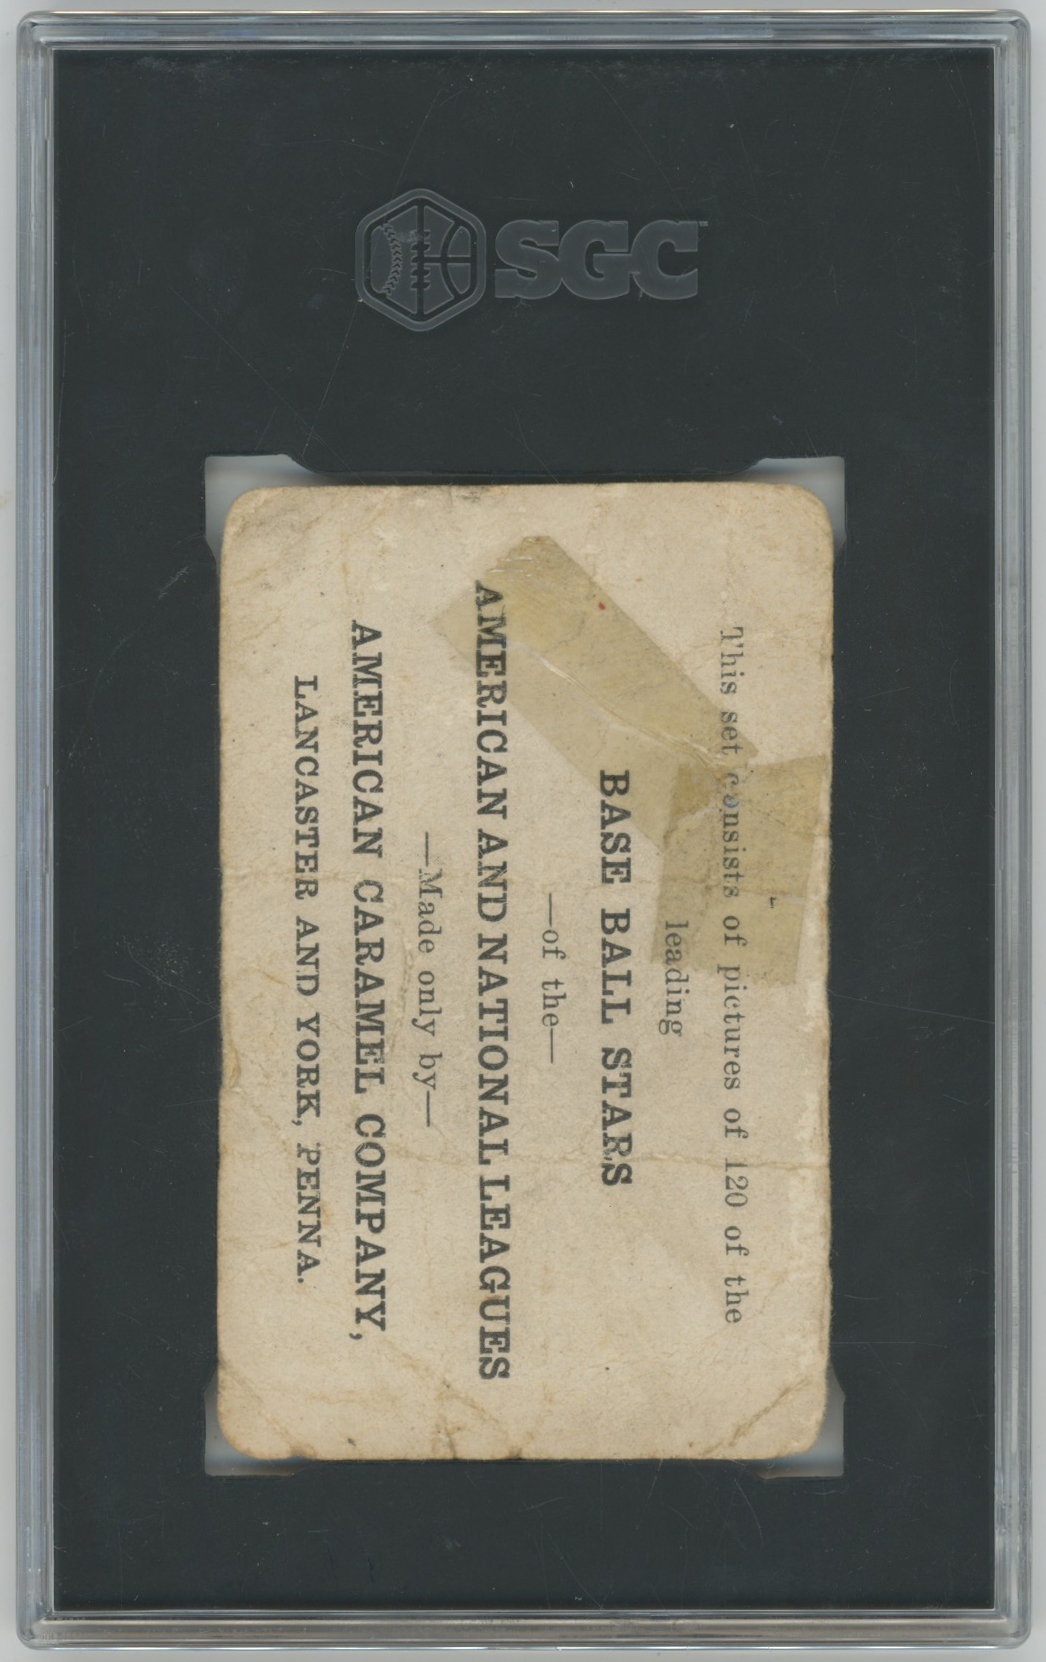 SGC
This set consists of pictures of 120 of the
leading
BASE BALL STARS
—of the—
AMERICAN AND NATIONAL LEAGUES
—Made only by—
AMERICAN CARAMEL COMPANY,
LANCASTER AND YORK, PENNA.